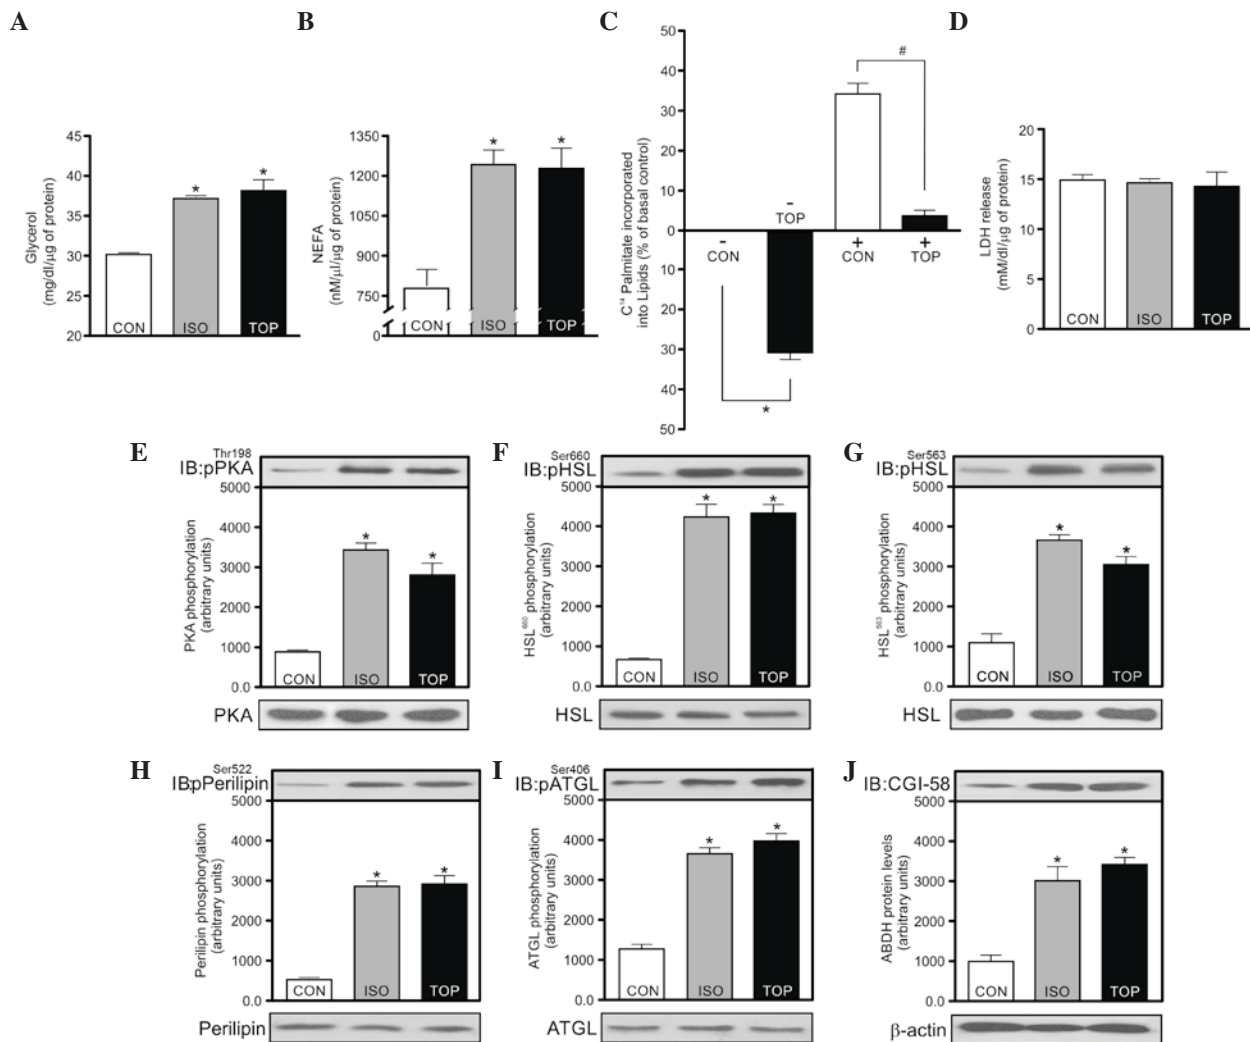 A
B
C
D
Glycerol
(mg/dl/µg of protein)
45
40
35
30
25
20
*
*
CON
ISO
TOP
NEFA
(nM/µl/µg of protein)
1350
1200
1050
900
750
0
*
*
CON
ISO
TOP
C¹⁴ Palmitate incorporated
into Lipids (% of basal control)
50
40
30
20
10
0
10
20
30
40
50
#
-
TOP
-
CON
+
CON
+
TOP
*
LDH release
(mM/dl/µg of protein)
20
15
10
5
0
CON
ISO
TOP
E
Thr198
IB:pPKA
PKA phosphorylation
(arbitrary units)
5000
4000
3000
2000
1000
0.0
*
*
CON
ISO
TOP
PKA
F
Ser660
IB:pHSL
HSL⁶⁶⁰ phosphorylation
(arbitrary units)
5000
4000
3000
2000
1000
0.0
*
*
CON
ISO
TOP
HSL
G
Ser563
IB:pHSL
HSL⁵⁶³ phosphorylation
(arbitrary units)
5000
4000
3000
2000
1000
0.0
*
*
CON
ISO
TOP
HSL
H
Ser522
IB:pPerilipin
Perilipin phosphorylation
(arbitrary units)
5000
4000
3000
2000
1000
0.0
*
*
CON
ISO
TOP
Perilipin
I
Ser406
IB:pATGL
ATGL phosphorylation
(arbitrary units)
5000
4000
3000
2000
1000
0.0
*
*
CON
ISO
TOP
ATGL
J
IB:CGI-58
ABDH protein levels
(arbitrary units)
5000
4000
3000
2000
1000
0.0
*
*
CON
ISO
TOP
β-actin